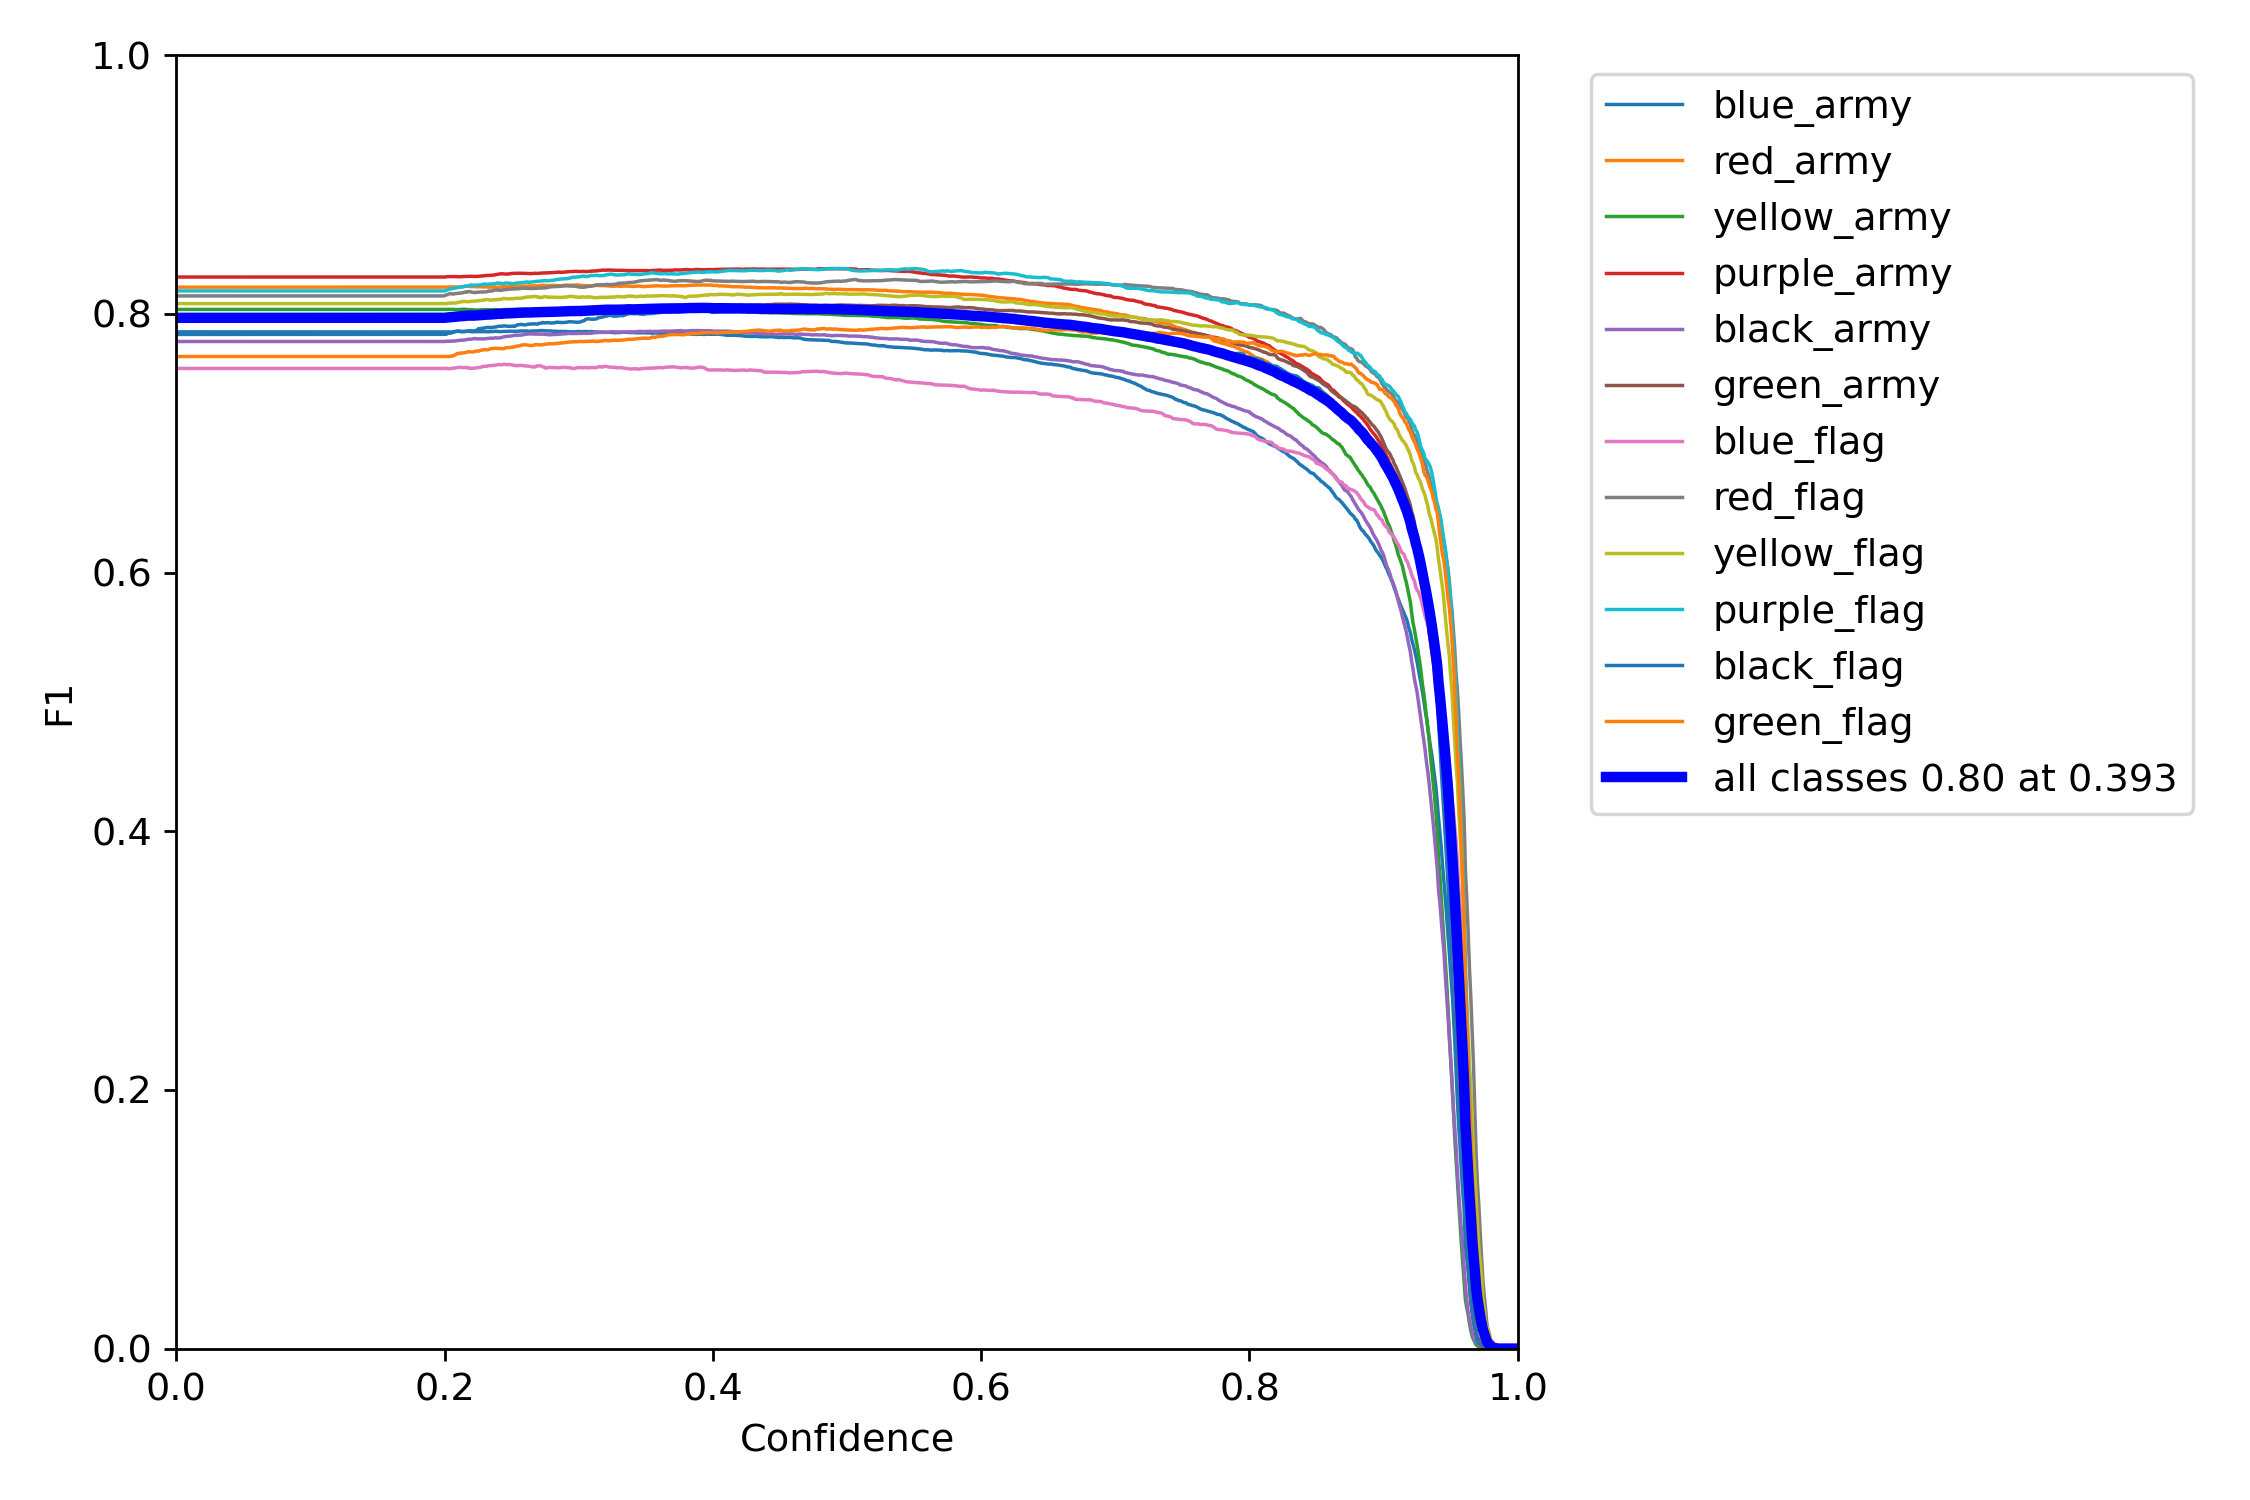 1.0
0.8
0.6
0.4
0.2
0.0
F1
0.0 0.2 0.4 0.6 0.8 1.0
Confidence
blue_army
red_army
yellow_army
purple_army
black_army
green_army
blue_flag
red_flag
yellow_flag
purple_flag
black_flag
green_flag
all classes 0.80 at 0.393